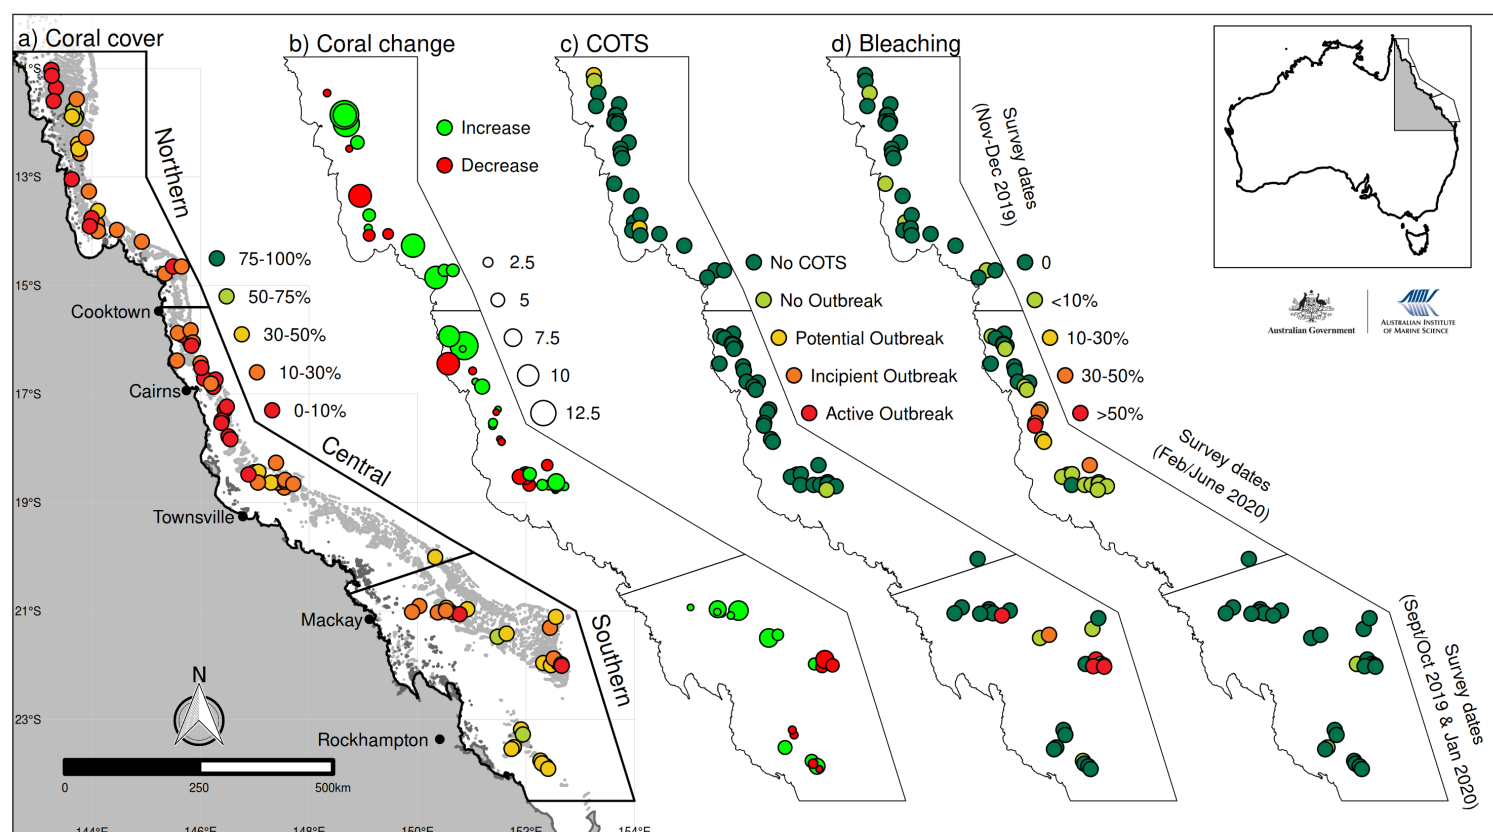 a) Coral cover
b) Coral change
c) COTS
d) Bleaching
Northern
Central
Southern
Increase
Decrease
75-100%
50-75%
30-50%
10-30%
0-10%
2.5
5
7.5
10
12.5
No COTS
No Outbreak
Potential Outbreak
Incipient Outbreak
Active Outbreak
0
<10%
10-30%
30-50%
>50%
Survey dates
(Nov-Dec 2019)
Survey dates
(Feb/June 2020)
Survey dates
(Sept/Oct 2019 & Jan 2020)
Australian Government
AIMS
AUSTRALIAN INSTITUTE
OF MARINE SCIENCE
Cooktown
Cairns
Townsville
Mackay
Rockhampton
N
0
250
500km
13°S
15°S
17°S
19°S
21°S
23°S
144°E
146°E
148°E
150°E
152°E
154°E